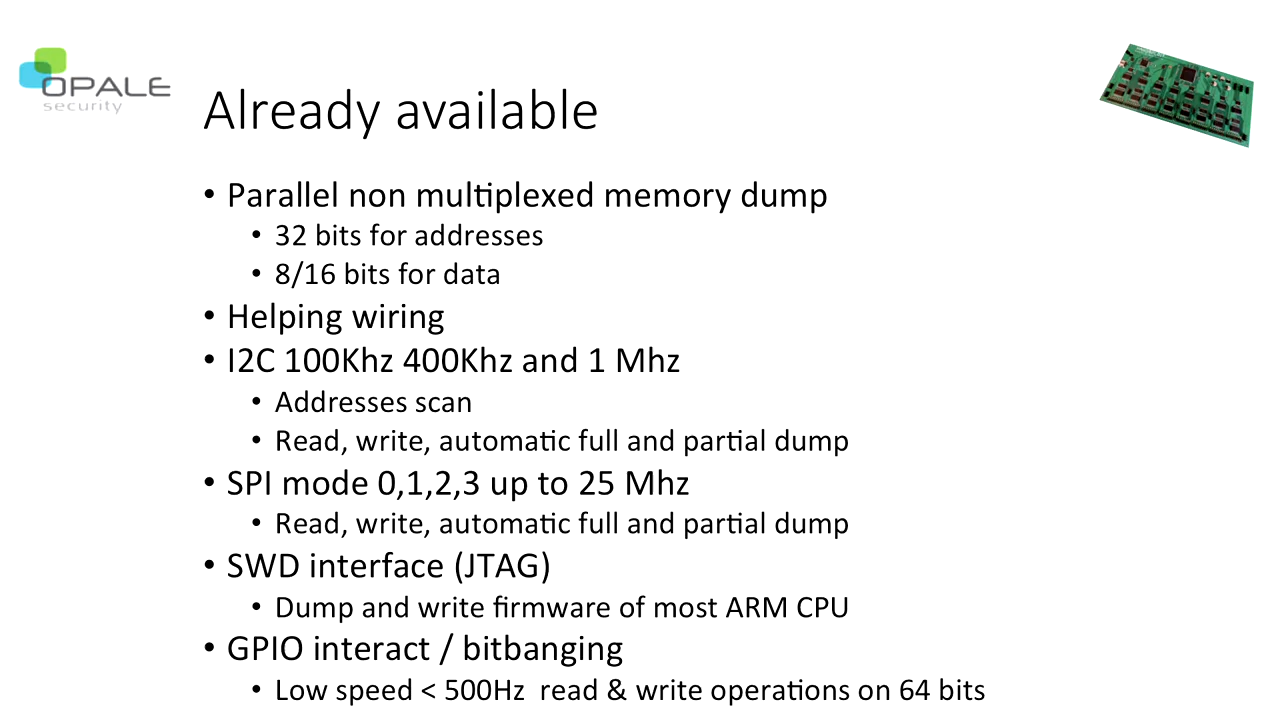 OPALE
security
Already available
• Parallel non multiplexed memory dump
• 32 bits for addresses
• 8/16 bits for data
• Helping wiring
• I2C 100Khz 400Khz and 1 Mhz
• Addresses scan
• Read, write, automatic full and partial dump
• SPI mode 0,1,2,3 up to 25 Mhz
• Read, write, automatic full and partial dump
• SWD interface (JTAG)
• Dump and write firmware of most ARM CPU
• GPIO interact / bitbanging
• Low speed < 500Hz  read & write operations on 64 bits